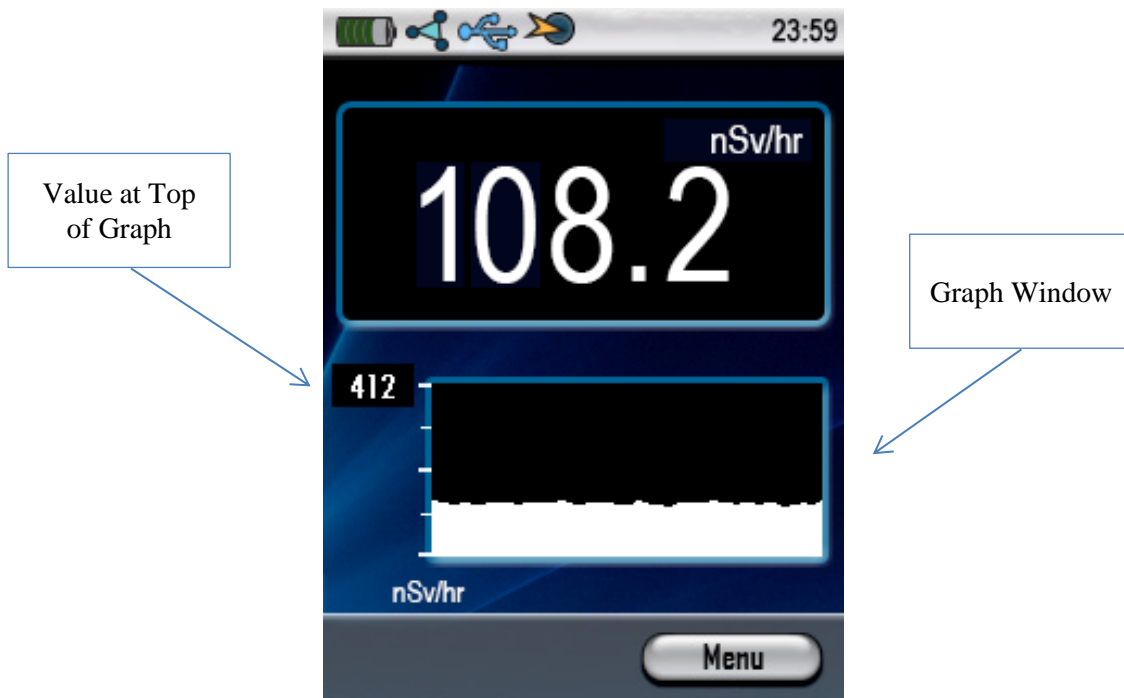 23:59
nSv/hr
108.2
Value at Top
of Graph
Graph Window
412
nSv/hr
Menu